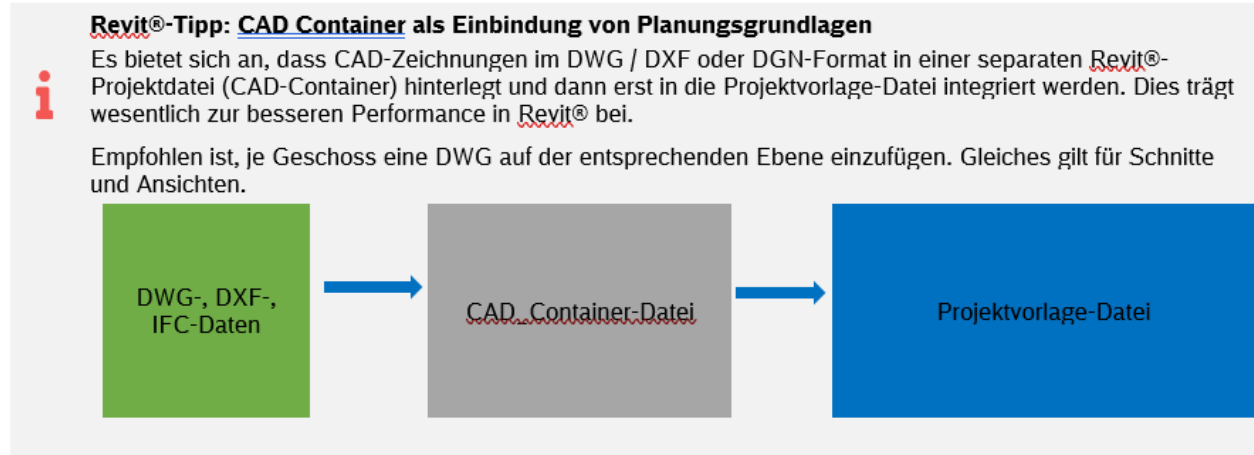 Revit®-Tipp: CAD Container als Einbindung von Planungsgrundlagen
Es bietet sich an, dass CAD-Zeichnungen im DWG / DXF oder DGN-Format in einer separaten Revit®-
Projektdatei (CAD-Container) hinterlegt und dann erst in die Projektvorlage-Datei integriert werden. Dies trägt
wesentlich zur besseren Performance in Revit® bei.
Empfohlen ist, je Geschoss eine DWG auf der entsprechenden Ebene einzufügen. Gleiches gilt für Schnitte
und Ansichten.
DWG-, DXF-,
IFC-Daten
CAD_Container-Datei
Projektvorlage-Datei